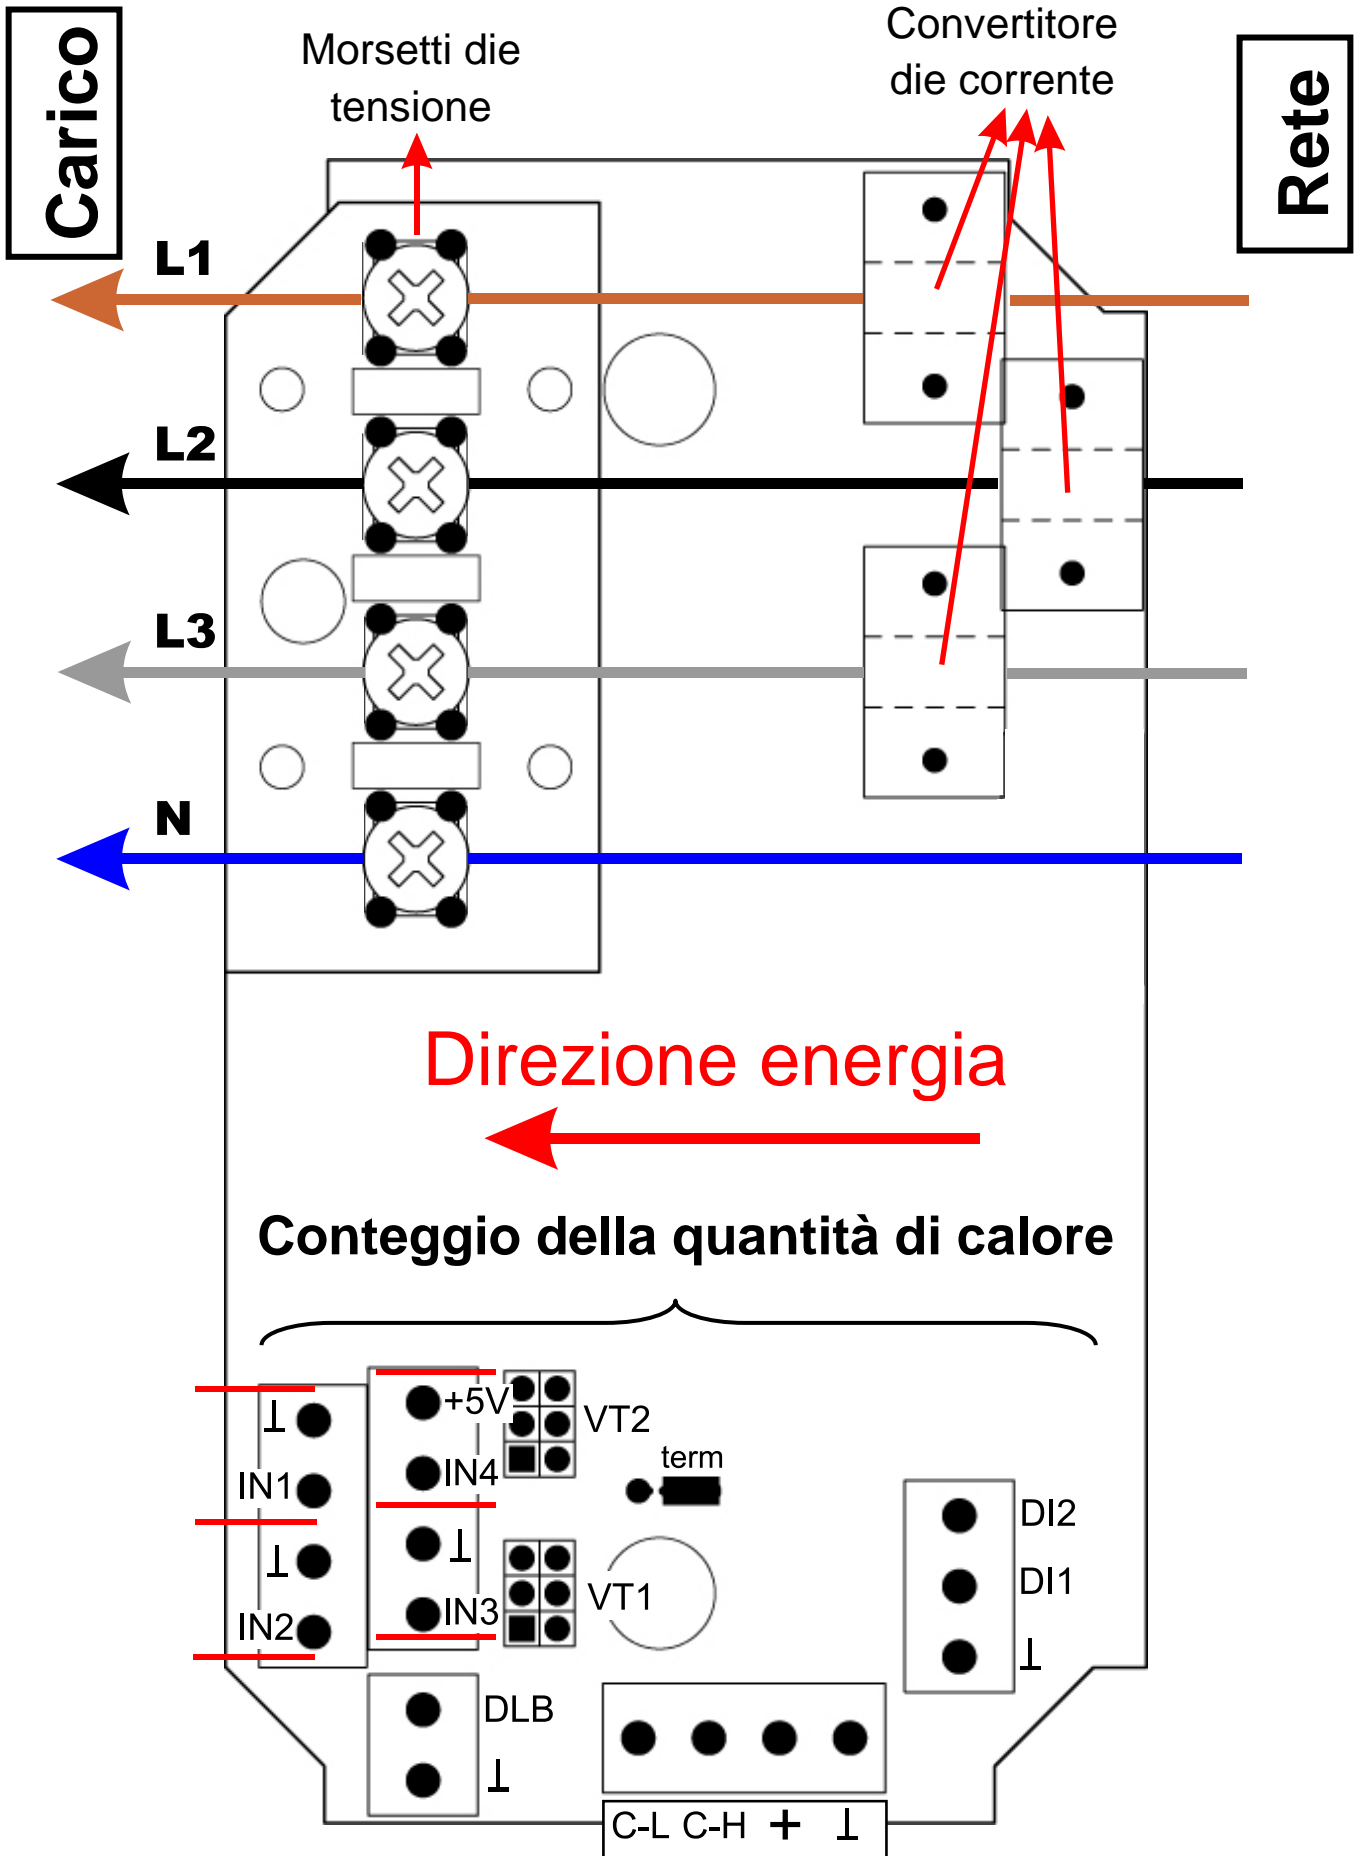 Carico
Morsetti die
tensione
Convertitore
die corrente
Rete
L1
L2
L3
N
Direzione energia
Conteggio della quantità di calore
⊥
IN1
⊥
IN2
+5V
IN4
⊥
IN3
VT2
term
VT1
DI2
DI1
⊥
DLB
⊥
C-L C-H + ⊥